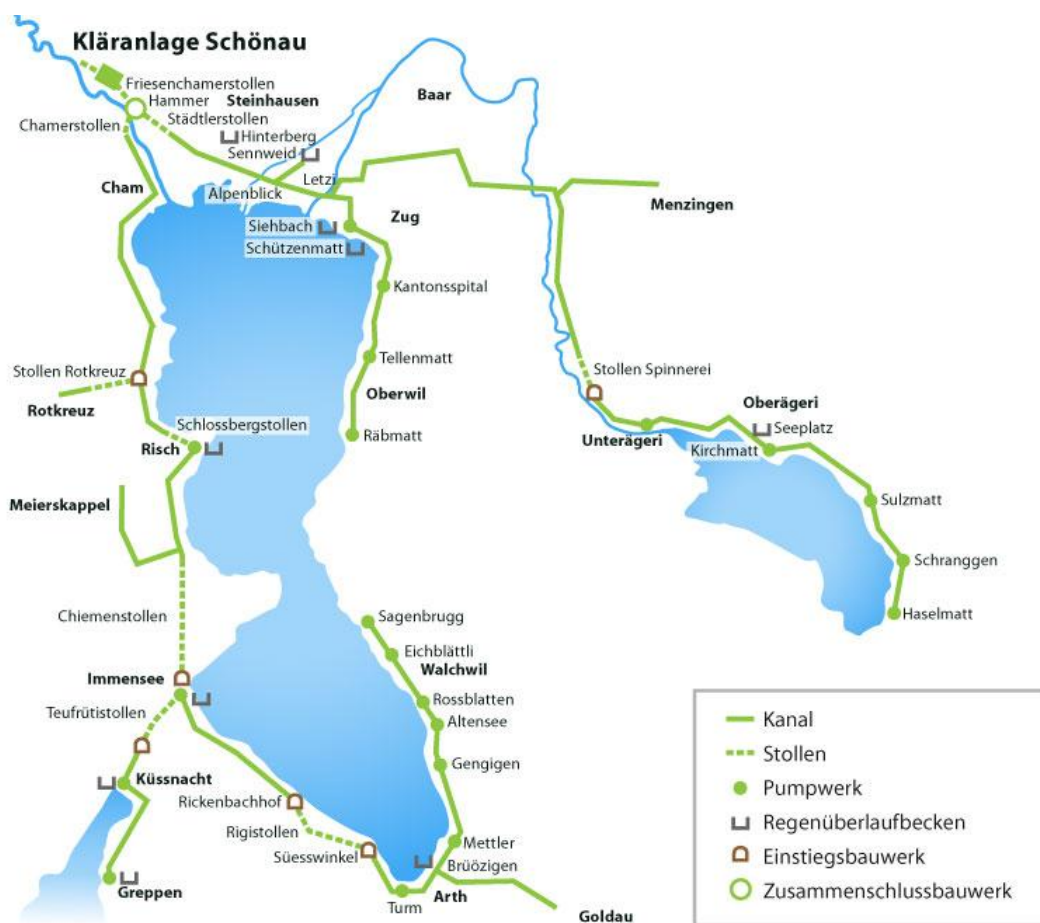 Kläranlage Schönau
Friesenchamerstollen
Hammer
Steinhausen
Städtlerstollen
Chamerstollen
Hinterberg
Sennweid
Baar
Letzi
Cham
Alpenblick
Menzingen
Siehbach
Zug
Schützenmatt
Kantonsspital
Tellenmatt
Stollen Rotkreuz
Stollen Spinnerei
Oberwil
Rotkreuz
Oberägeri
Schlossbergstollen
Seeplatz
Räbmatt
Unterägeri
Risch
Kirchmatt
Meierskappel
Sulzmatt
Schranggen
Chiemenstollen
Sagenbrugg
Haselmatt
Eichblättli
Walchwil
Immensee
Rossblatten
Teufrütistollen
Altensee
Gengigen
Küssnacht
Rickenbachhof
Rigistollen
Mettler
Süesswinkel
Brüözigen
Greppen
Arth
Turm
Goldau
Kanal
Stollen
Pumpwerk
Regenüberlaufbecken
Einstiegsbauwerk
Zusammenschlussbauwerk